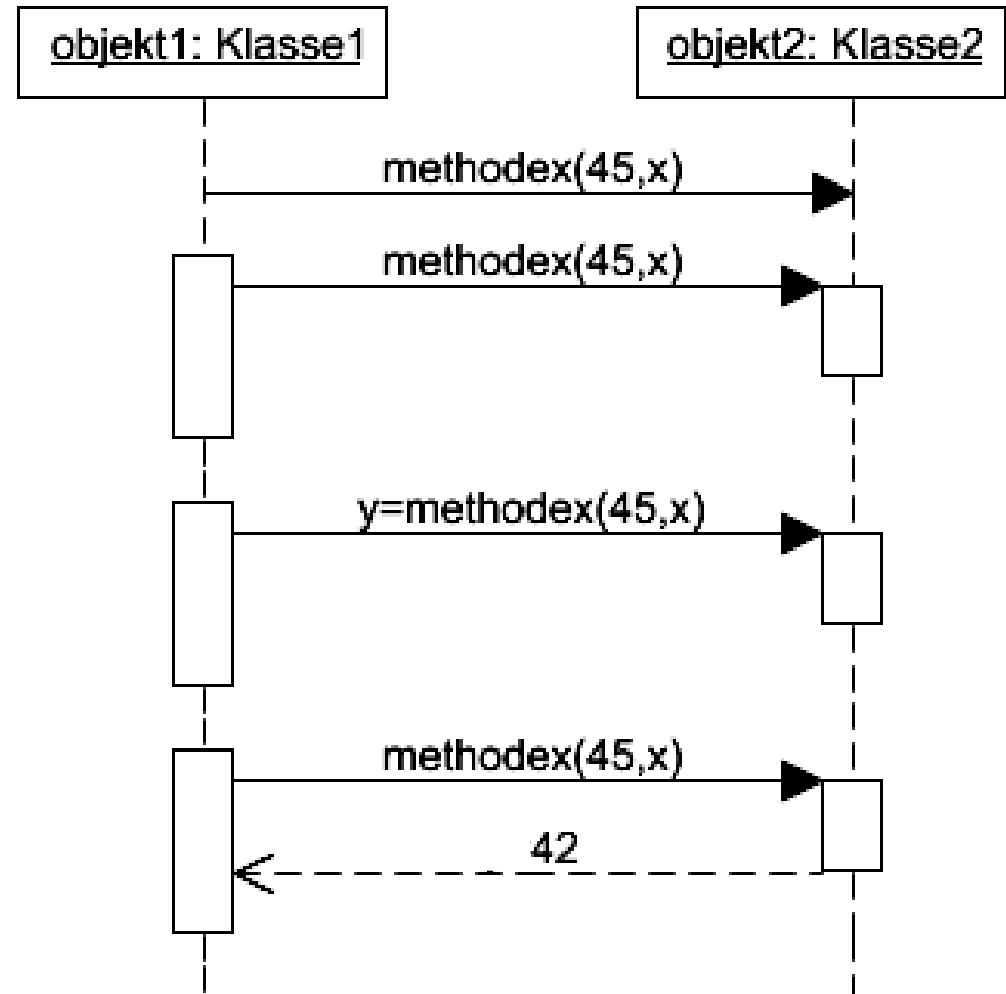 objekt1: Klasse1
objekt2: Klasse2
methodex(45,x)
methodex(45,x)
y=methodex(45,x)
methodex(45,x)
42